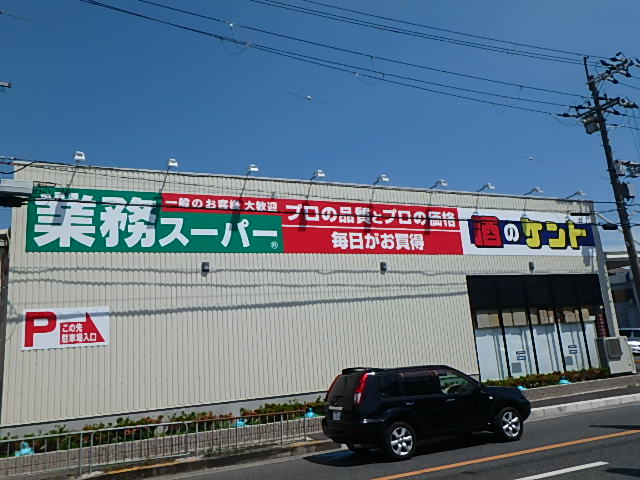 業務スーパー®
一般のお客様 大歓迎
プロの品質とプロの価格
毎日がお買得
酒のケント
P
この先
駐車場入口